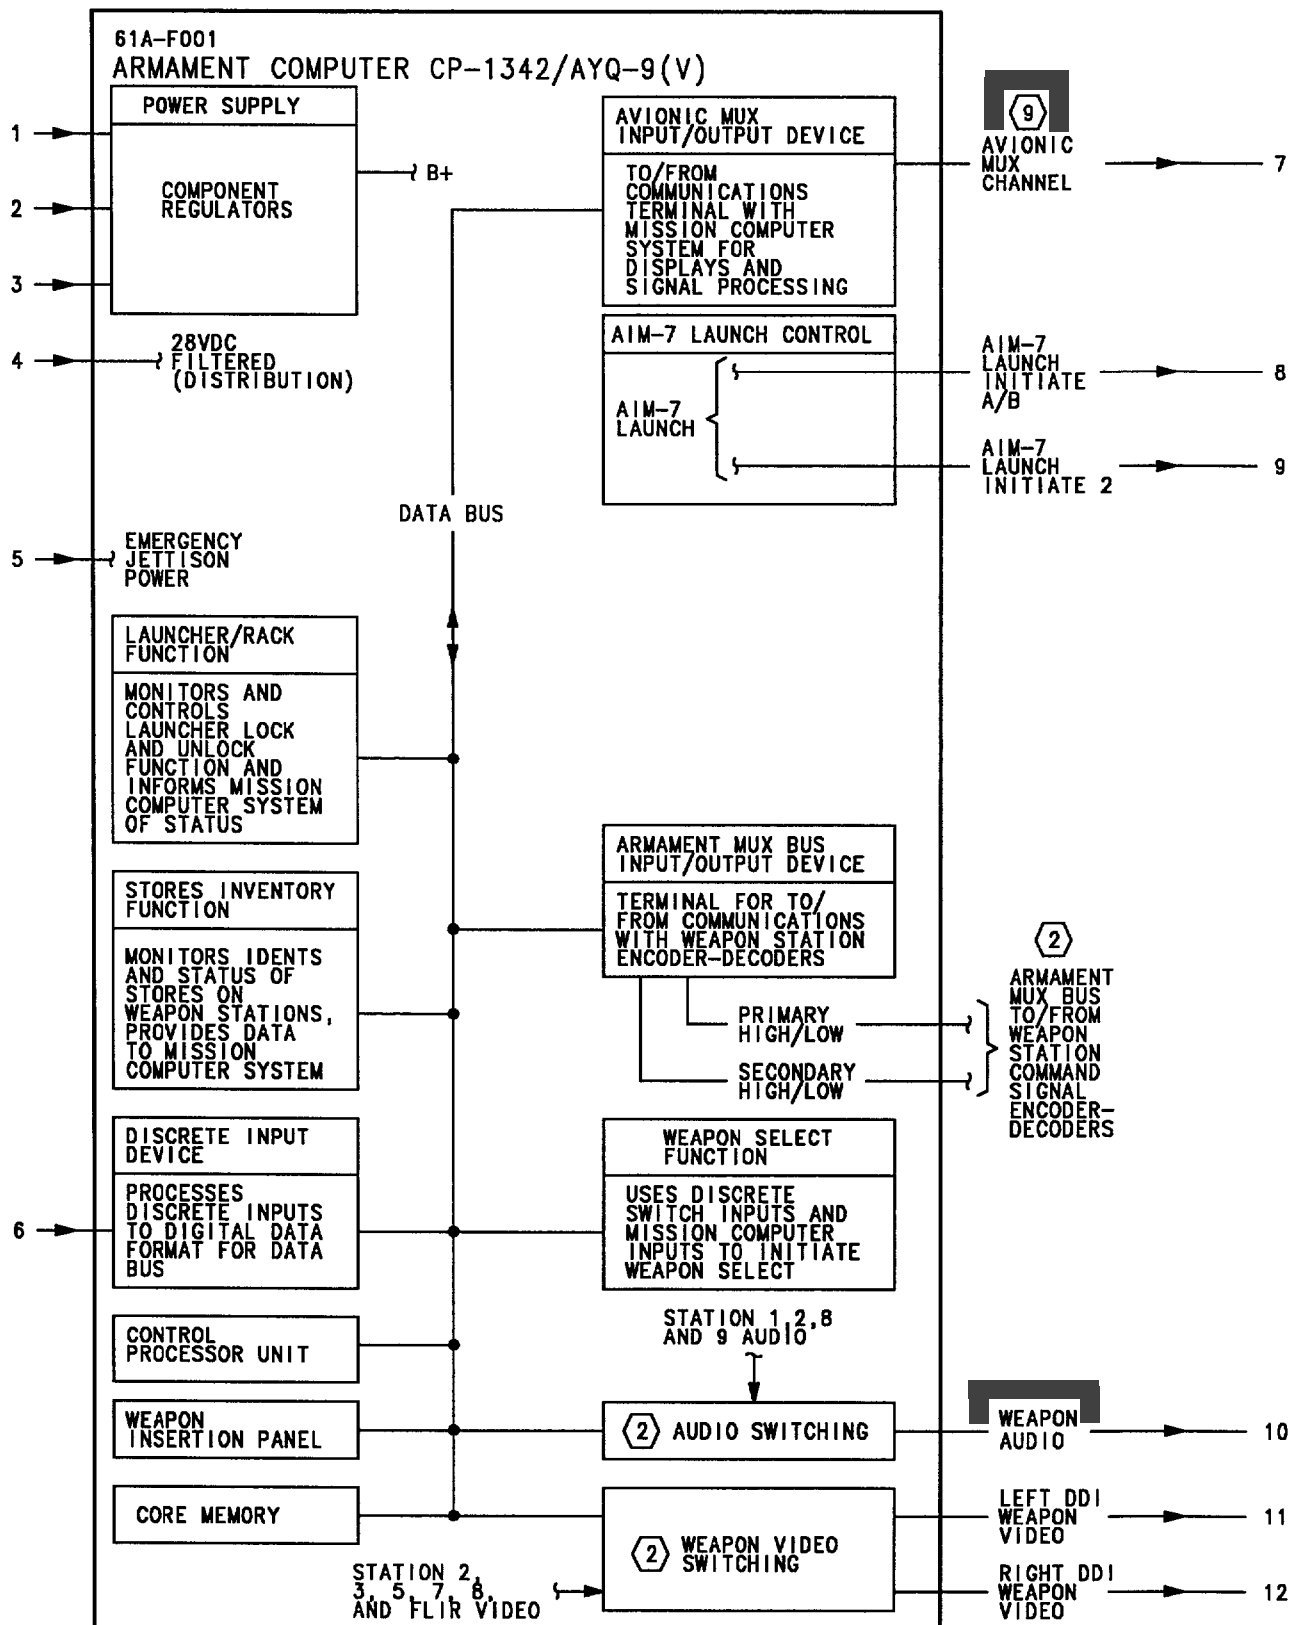 61A-F001
ARMAMENT COMPUTER CP-1342/AYQ-9(V)
POWER SUPPLY
COMPONENT
REGULATORS
1
2
3
B+
4
28VDC
FILTERED
(DISTRIBUTION)
5
EMERGENCY
JETTISON
POWER
DATA BUS
LAUNCHER/RACK
FUNCTION
MONITORS AND
CONTROLS
LAUNCHER LOCK
AND UNLOCK
FUNCTION AND
INFORMS MISSION
COMPUTER SYSTEM
OF STATUS
STORES INVENTORY
FUNCTION
MONITORS IDENTS
AND STATUS OF
STORES ON
WEAPON STATIONS,
PROVIDES DATA
TO MISSION
COMPUTER SYSTEM
DISCRETE INPUT
DEVICE
6
PROCESSES
DISCRETE INPUTS
TO DIGITAL DATA
FORMAT FOR DATA
BUS
CONTROL
PROCESSOR UNIT
WEAPON
INSERTION PANEL
CORE MEMORY
AVIONIC MUX
INPUT/OUTPUT DEVICE
TO/FROM
COMMUNICATIONS
TERMINAL WITH
MISSION COMPUTER
SYSTEM FOR
DISPLAYS AND
SIGNAL PROCESSING
9
AVIONIC
MUX
CHANNEL
7
AIM-7 LAUNCH CONTROL
AIM-7
LAUNCH
AIM-7
LAUNCH
INITIATE
A/B
8
AIM-7
LAUNCH
INITIATE 2
9
ARMAMENT MUX BUS
INPUT/OUTPUT DEVICE
TERMINAL FOR TO/
FROM COMMUNICATIONS
WITH WEAPON STATION
ENCODER-DECODERS
PRIMARY
HIGH/LOW
SECONDARY
HIGH/LOW
2
ARMAMENT
MUX BUS
TO/FROM
WEAPON
STATION
COMMAND
SIGNAL
ENCODER-
DECODERS
WEAPON SELECT
FUNCTION
USES DISCRETE
SWITCH INPUTS AND
MISSION COMPUTER
INPUTS TO INITIATE
WEAPON SELECT
STATION 1,2,8
AND 9 AUDIO
2 AUDIO SWITCHING
WEAPON
AUDIO
10
2 WEAPON VIDEO
SWITCHING
STATION 2,
3, 5, 7, 8,
AND FLIR VIDEO
LEFT DDI
WEAPON
VIDEO
11
RIGHT DDI
WEAPON
VIDEO
12